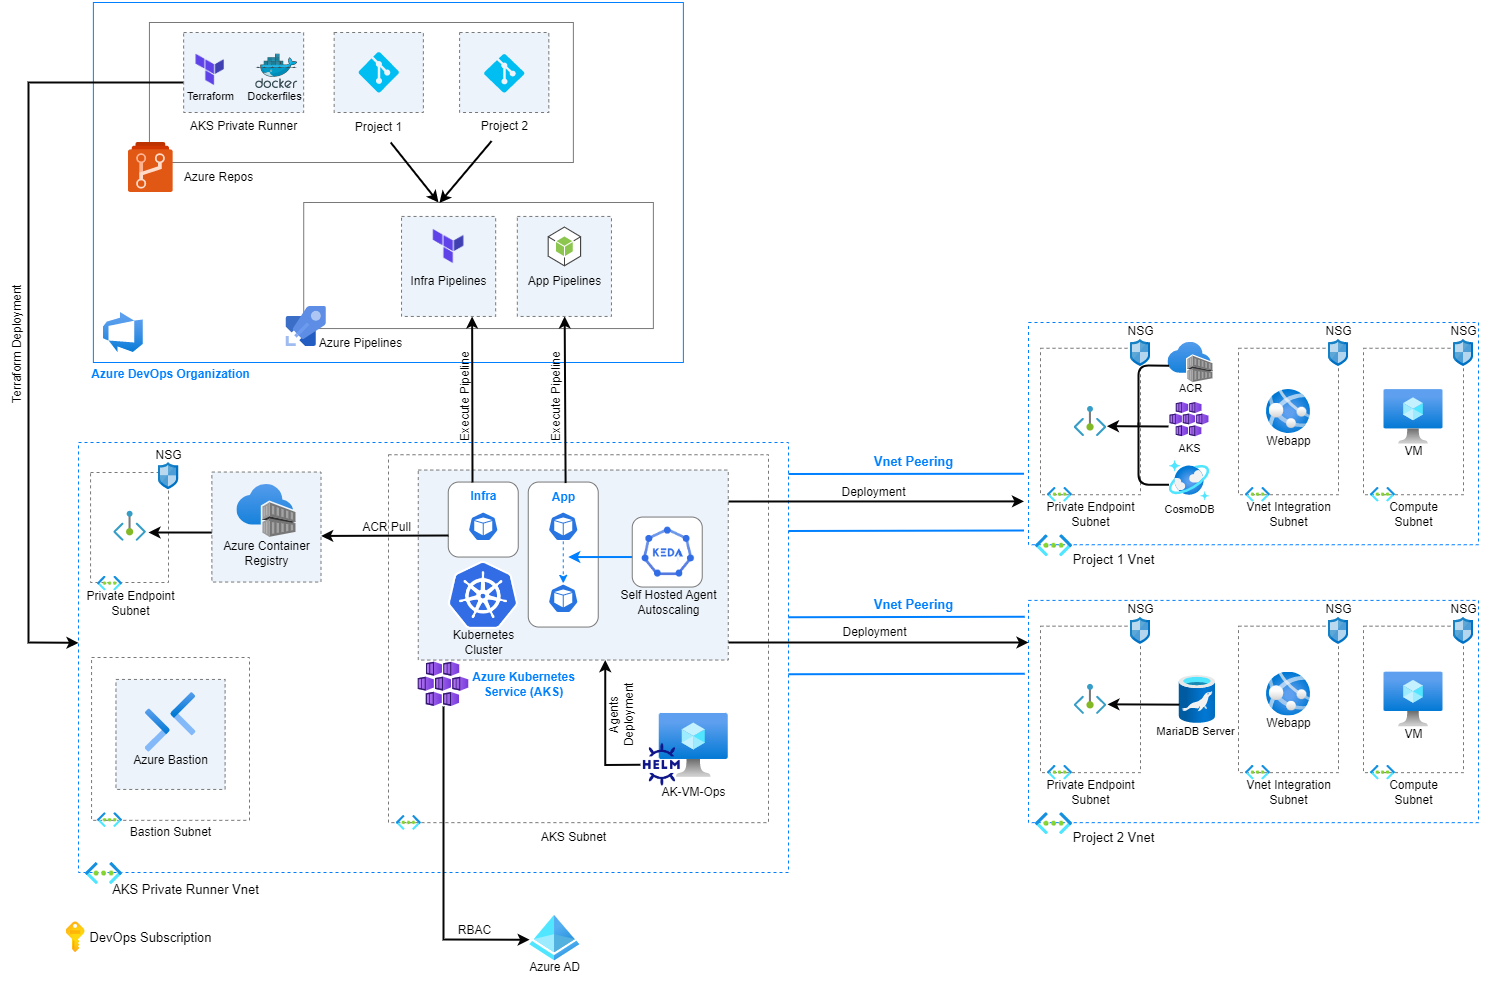 Terraform
docker
Dockerfiles
AKS Private Runner
Project 1
Project 2
Azure Repos
Infra Pipelines
App Pipelines
Azure Pipelines
Azure DevOps Organization
Terraform Deployment
Execute Pipeline
Execute Pipeline
NSG
Private Endpoint
Subnet
Azure Container
Registry
ACR Pull
Infra
App
KEDA
Self Hosted Agent
Autoscaling
Kubernetes
Cluster
Azure Kubernetes
Service (AKS)
Agents
Deployment
HELM
AK-VM-Ops
AKS Subnet
Azure Bastion
Bastion Subnet
AKS Private Runner Vnet
DevOps Subscription
RBAC
Azure AD
Vnet Peering
Deployment
Vnet Peering
Deployment
NSG
NSG
NSG
ACR
AKS
CosmoDB
Webapp
VM
Private Endpoint
Subnet
Vnet Integration
Subnet
Compute
Subnet
Project 1 Vnet
NSG
NSG
NSG
MariaDB Server
Webapp
VM
Private Endpoint
Subnet
Vnet Integration
Subnet
Compute
Subnet
Project 2 Vnet